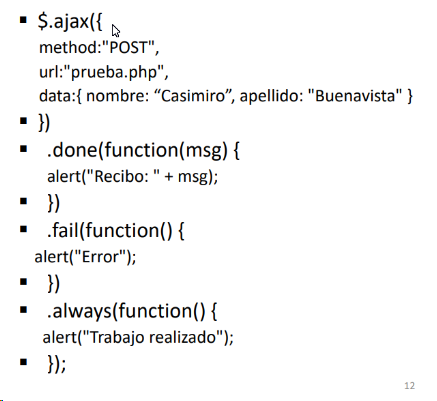 ▪ $.ajax({
method:"POST",
url:"prueba.php",
data:{ nombre: “Casimiro”, apellido: "Buenavista" }
▪ })
▪ .done(function(msg) {
alert("Recibo: " + msg);
▪ })
▪ .fail(function() {
alert("Error");
▪ })
▪ .always(function() {
alert("Trabajo realizado");
▪ });
12